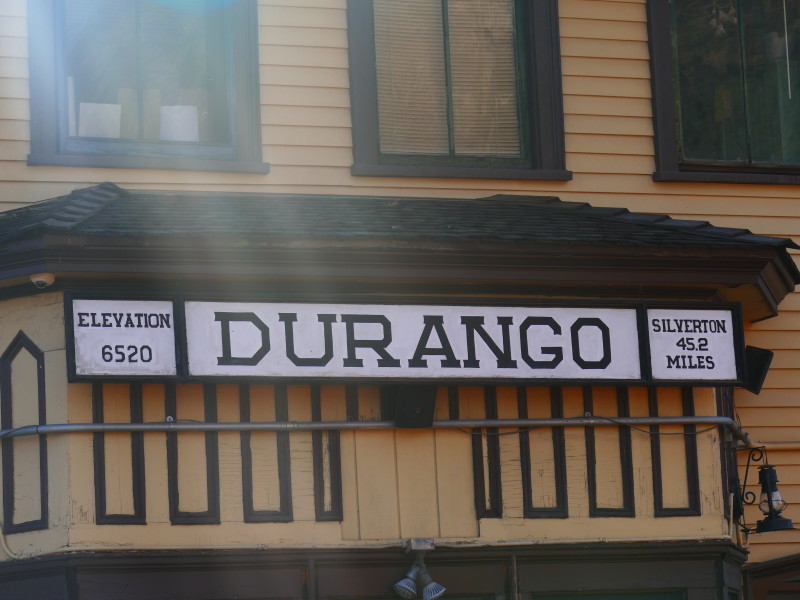 ELEVATION
6520
DURANGO
SILVERTON
45.2
MILES